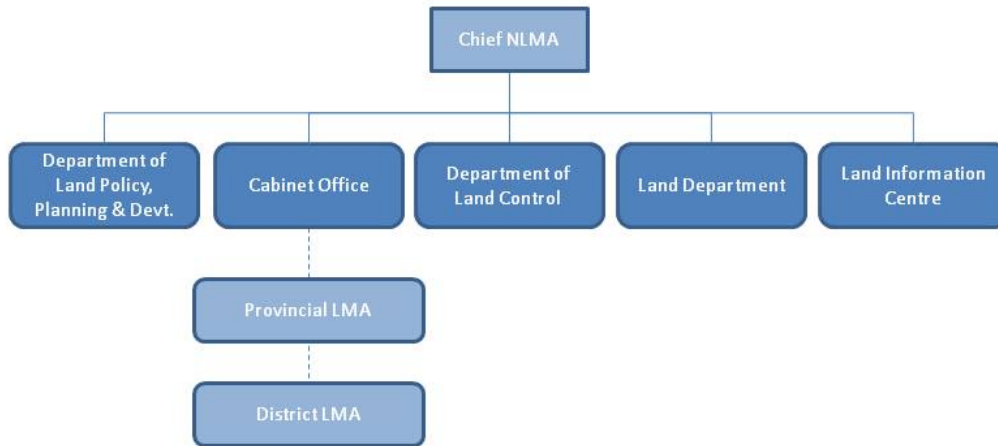 Chief NLMA
Department of
Land Policy,
Planning & Devt.
Cabinet Office
Department of
Land Control
Land Department
Land Information
Centre
Provincial LMA
District LMA